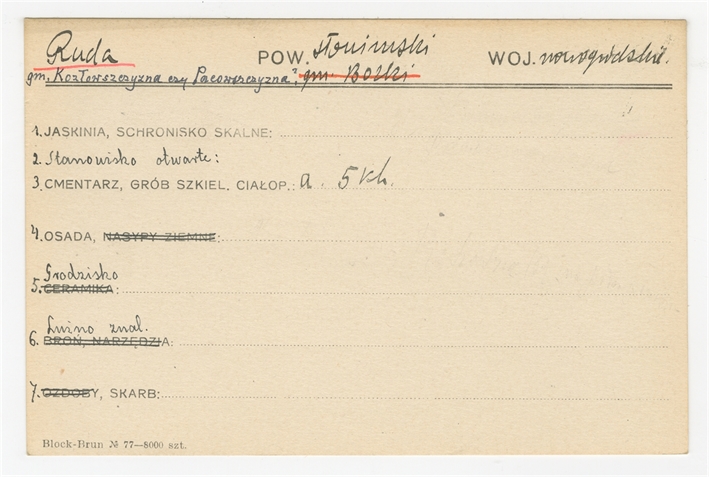 Ruda POW. słonimski WOJ. nowogródzkie.
gm. „Kozłowszczyzna czy Pacowszczyzna"? gm. Bolki
1. JASKINIA, SCHRONISKO SKALNE:
2. Stanowisko otwarte:
3. CMENTARZ, GRÓB SZKIEL. CIAŁOP.: a. 5 kh.
4. OSADA, NASYPY ZIEMNE:
Grodzisko
5. CERAMIKA:
Luźno znal.
6. BROŃ, NARZĘDZIA:
7. OZDOBY, SKARB:
Block-Brun № 77—8000 szt.